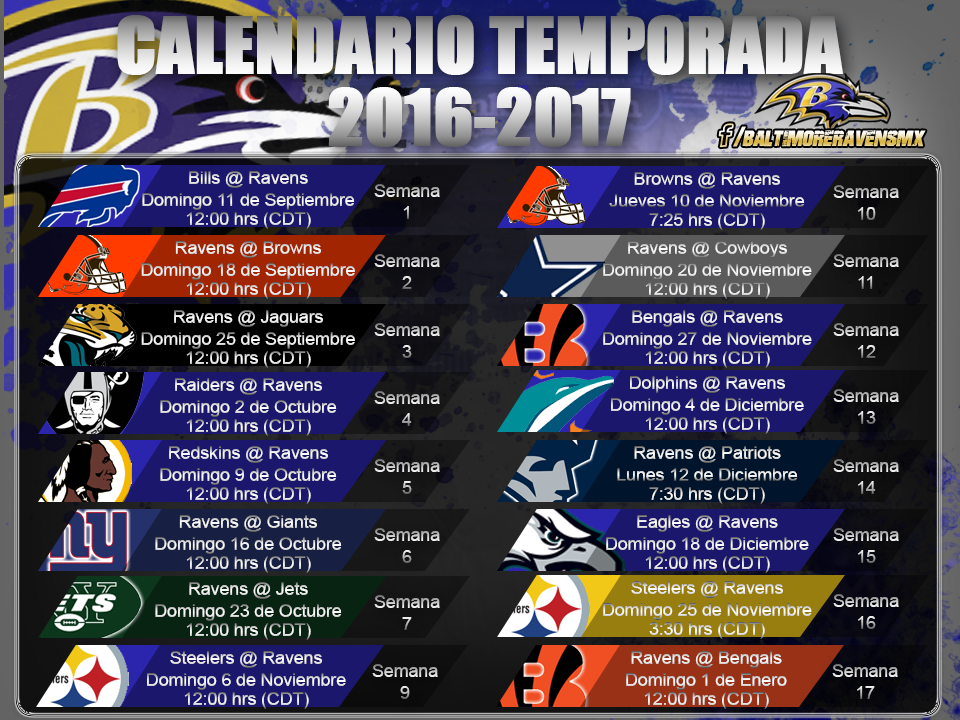 CALENDARIO TEMPORADA
2016-2017
f/BALTIMORERAVENSMX
Bills @ Ravens
Domingo 11 de Septiembre
12:00 hrs (CDT)
Semana
1
Ravens @ Browns
Domingo 18 de Septiembre
12:00 hrs (CDT)
Semana
2
Ravens @ Jaguars
Domingo 25 de Septiembre
12:00 hrs (CDT)
Semana
3
Raiders @ Ravens
Domingo 2 de Octubre
12:00 hrs (CDT)
Semana
4
Redskins @ Ravens
Domingo 9 de Octubre
12:00 hrs (CDT)
Semana
5
ny
Ravens @ Giants
Domingo 16 de Octubre
12:00 hrs (CDT)
Semana
6
NY
ETS
Ravens @ Jets
Domingo 23 de Octubre
12:00 hrs (CDT)
Semana
7
ers
Steelers @ Ravens
Domingo 6 de Noviembre
12:00 hrs (CDT)
Semana
9
Browns @ Ravens
Jueves 10 de Noviembre
7:25 hrs (CDT)
Semana
10
Ravens @ Cowboys
Domingo 20 de Noviembre
12:00 hrs (CDT)
Semana
11
B
Bengals @ Ravens
Domingo 27 de Noviembre
12:00 hrs (CDT)
Semana
12
Dolphins @ Ravens
Domingo 4 de Diciembre
12:00 hrs (CDT)
Semana
13
Ravens @ Patriots
Lunes 12 de Diciembre
7:30 hrs (CDT)
Semana
14
Eagles @ Ravens
Domingo 18 de Diciembre
12:00 hrs (CDT)
Semana
15
ers
Steelers @ Ravens
Domingo 25 de Noviembre
3:30 hrs (CDT)
Semana
16
B
Ravens @ Bengals
Domingo 1 de Enero
12:00 hrs (CDT)
Semana
17